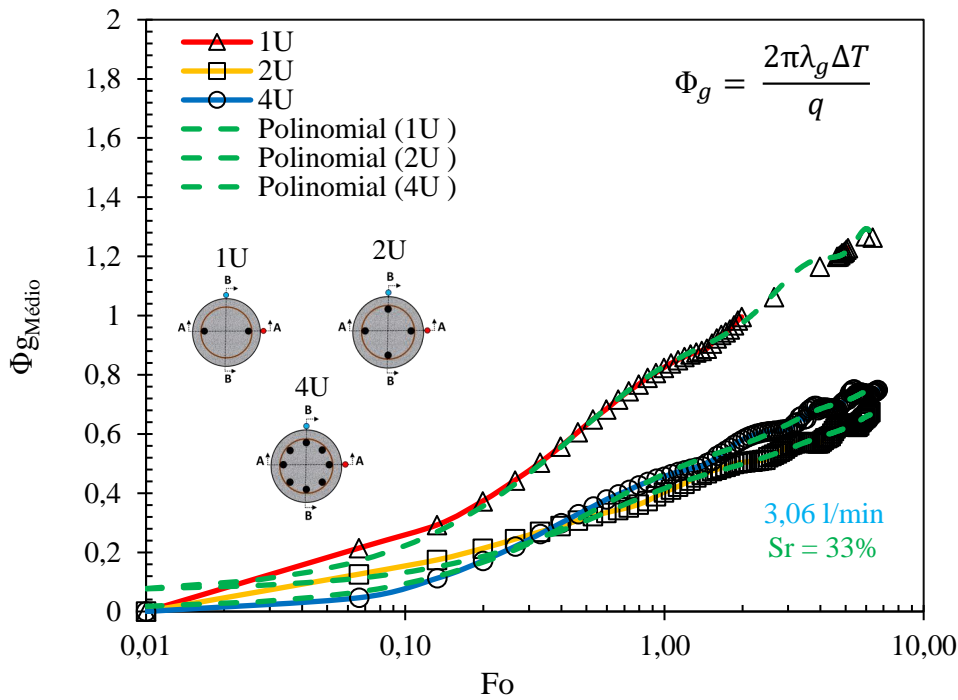 2
1,8
1,6
1,4
1,2
1
0,8
0,6
0,4
0,2
0
Φg Médio
1U
2U
4U
Polinomial (1U )
Polinomial (2U )
Polinomial (4U )
Φg = 2πλgΔT / q
1U
B
A A
B
2U
B
A A
B
4U
B
A A
B
3,06 l/min
Sr = 33%
0,01 0,10 1,00 10,00
Fo